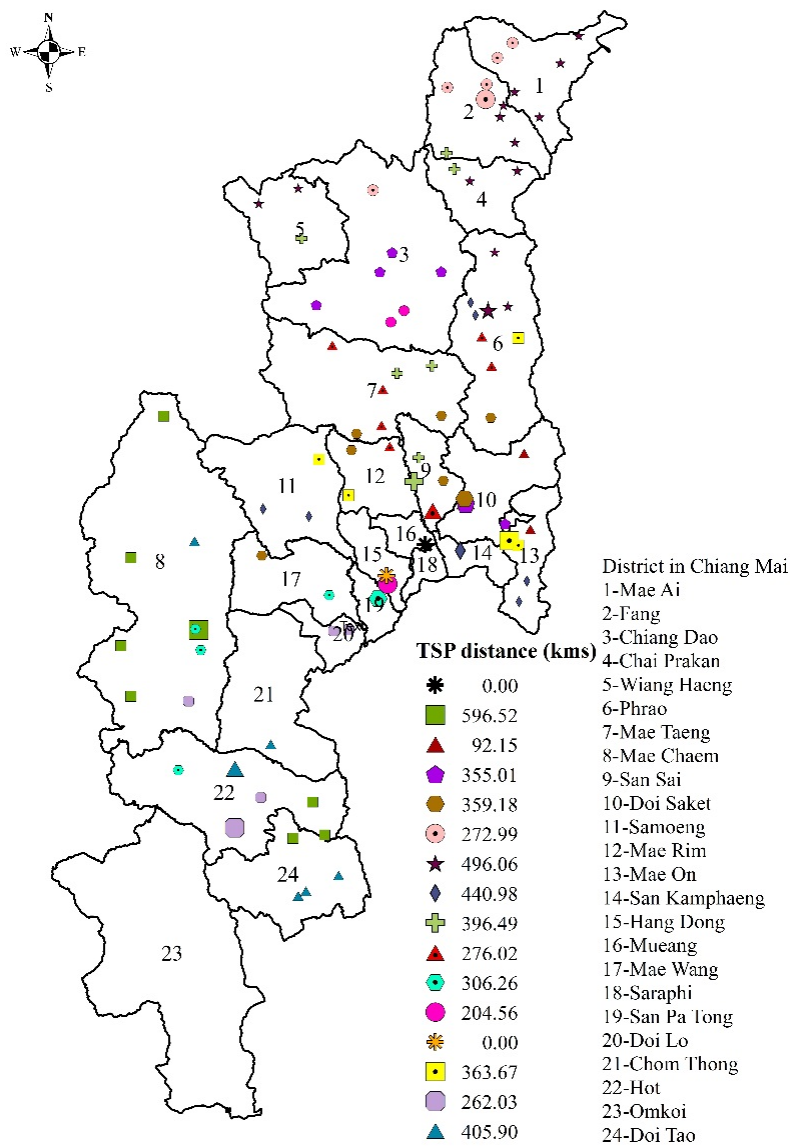 N
W E
S
1
2
4
5
3
6
7
9
12
11
10
8
16
15
14
13
18
17
19
20
21
22
24
23
TSP distance (kms)
0.00
596.52
92.15
355.01
359.18
272.99
496.06
440.98
396.49
276.02
306.26
204.56
0.00
363.67
262.03
405.90
District in Chiang Mai
1-Mae Ai
2-Fang
3-Chiang Dao
4-Chai Prakan
5-Wiang Haeng
6-Phrao
7-Mae Taeng
8-Mae Chaem
9-San Sai
10-Doi Saket
11-Samoeng
12-Mae Rim
13-Mae On
14-San Kamphaeng
15-Hang Dong
16-Mueang
17-Mae Wang
18-Saraphi
19-San Pa Tong
20-Doi Lo
21-Chom Thong
22-Hot
23-Omkoi
24-Doi Tao